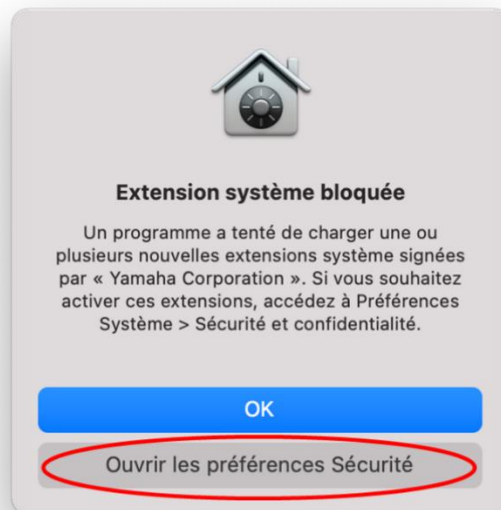 Extension système bloquée
Un programme a tenté de charger une ou
plusieurs nouvelles extensions système signées
par « Yamaha Corporation ». Si vous souhaitez
activer ces extensions, accédez à Préférences
Système > Sécurité et confidentialité.
OK
Ouvrir les préférences Sécurité